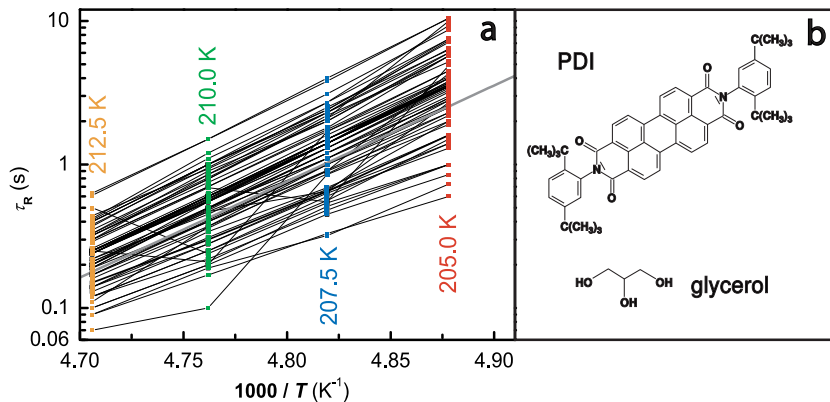 a
10
1
0.1
0.06
τR (s)
212.5 K
210.0 K
207.5 K
205.0 K
4.70
4.75
4.80
4.85
4.90
1000 / T (K-1)
b
PDI
C(CH3)3
O
O
N
C(CH3)3
(CH3)3C
O
O
N
C(CH3)3
HO
OH
OH
glycerol